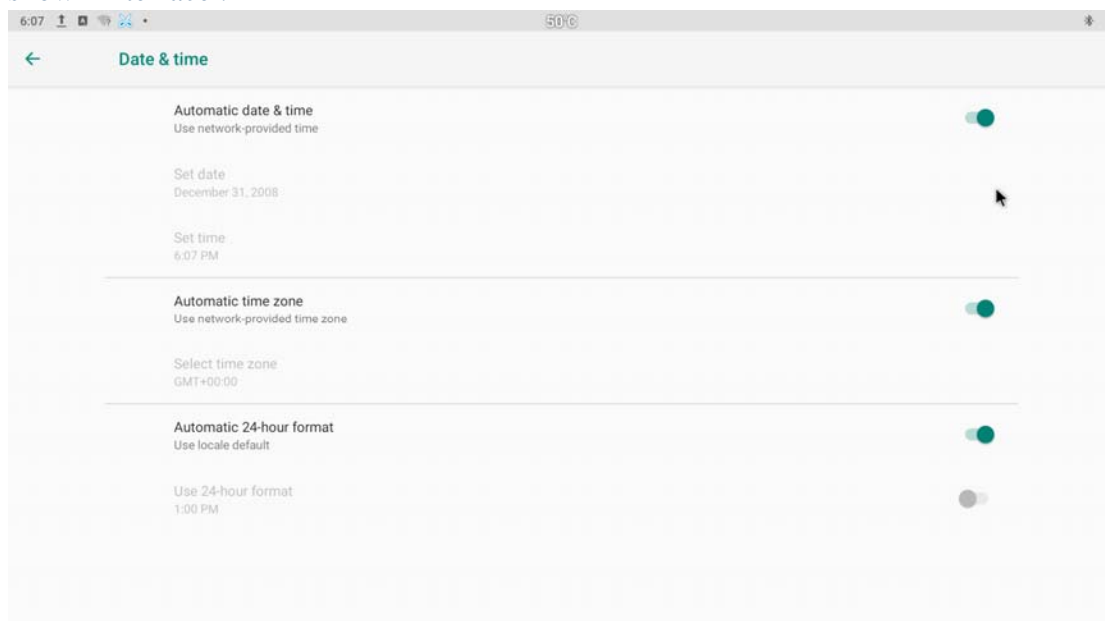 6:07
50°C
Date & time
Automatic date & time
Use network-provided time
Set date
December 31, 2008
Set time
6:07 PM
Automatic time zone
Use network-provided time zone
Select time zone
GMT+00:00
Automatic 24-hour format
Use locale default
Use 24-hour format
1:00 PM